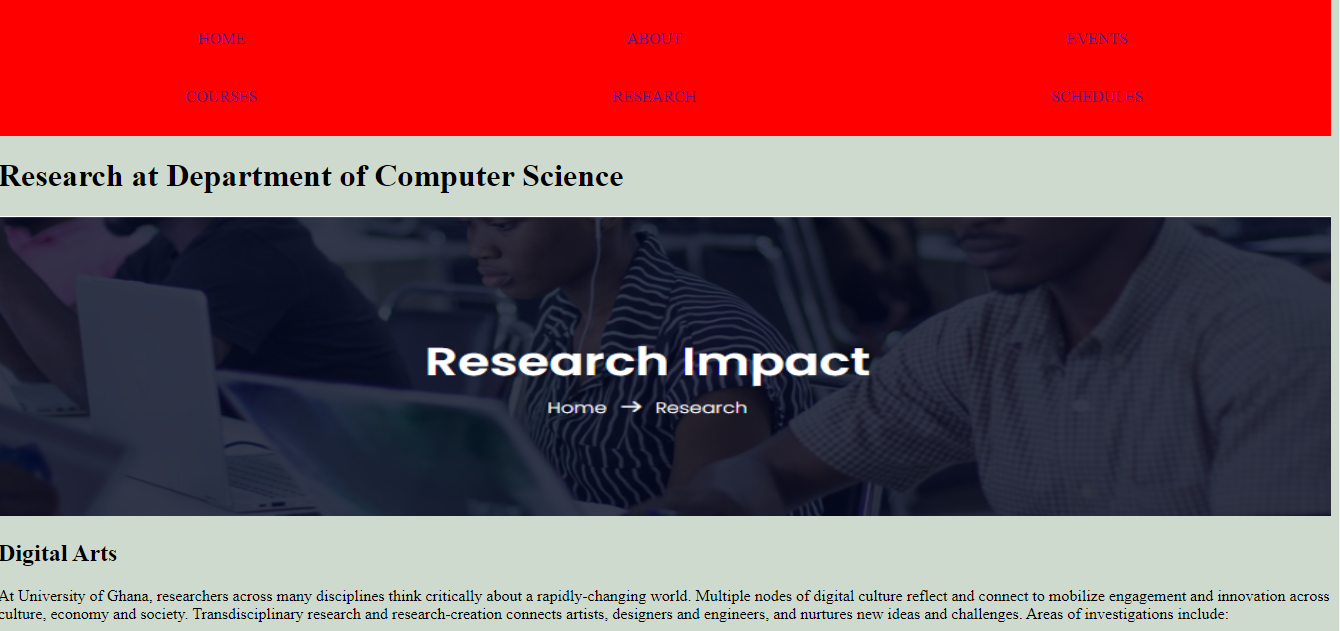 HOME ABOUT EVENTS
COURSES RESEARCH SCHEDULES
Research at Department of Computer Science
Research Impact
Home → Research
Digital Arts
At University of Ghana, researchers across many disciplines think critically about a rapidly-changing world. Multiple nodes of digital culture reflect and connect to mobilize engagement and innovation across
culture, economy and society. Transdisciplinary research and research-creation connects artists, designers and engineers, and nurtures new ideas and challenges. Areas of investigations include: